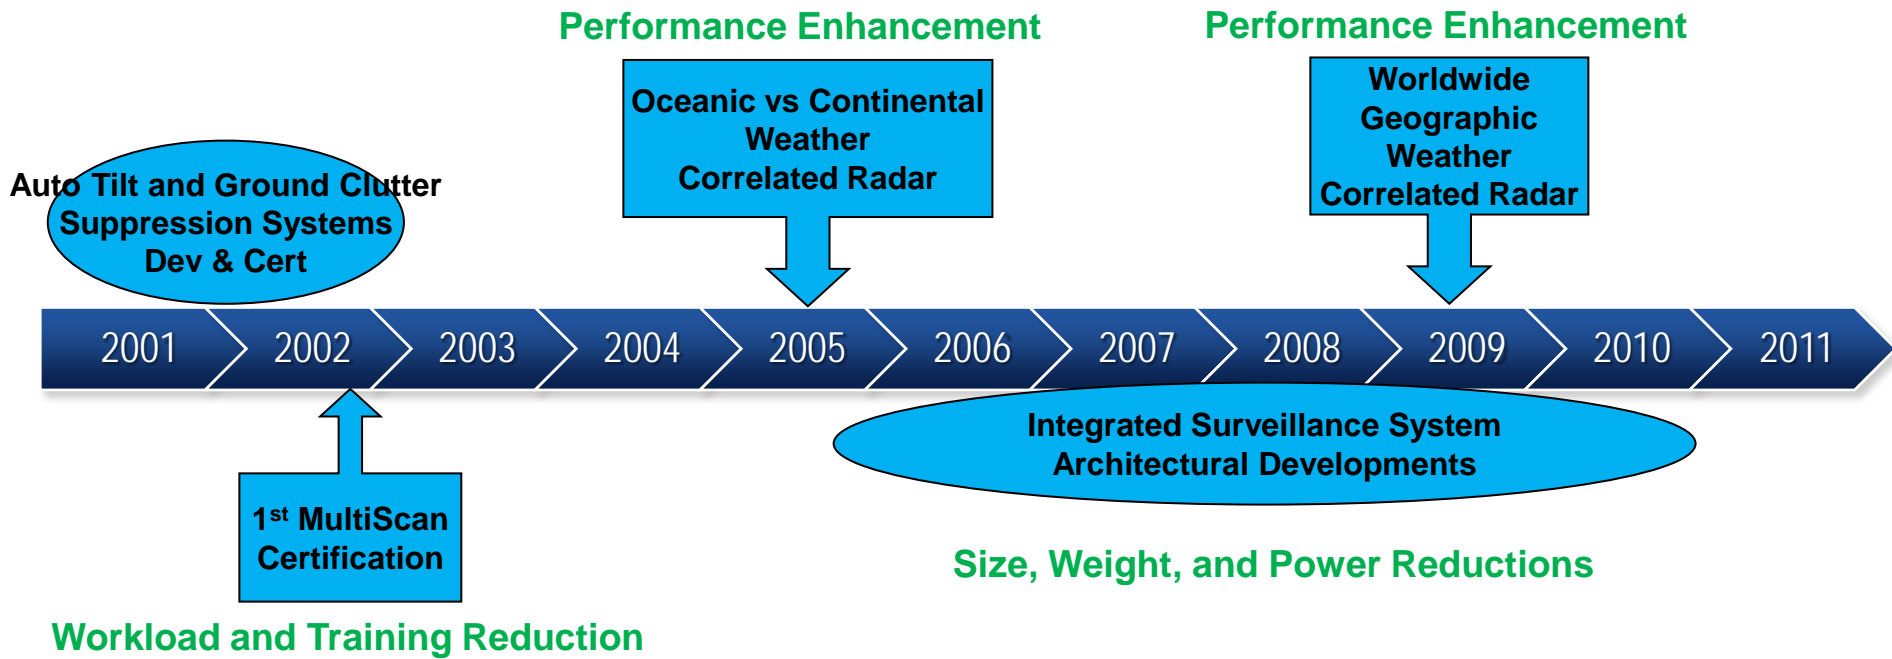 Performance Enhancement
Performance Enhancement
Oceanic vs Continental
Weather
Correlated Radar
Worldwide
Geographic
Weather
Correlated Radar
Auto Tilt and Ground Clutter
Suppression Systems
Dev & Cert
2001
2002
2003
2004
2005
2006
2007
2008
2009
2010
2011
Integrated Surveillance System
Architectural Developments
1st MultiScan
Certification
Size, Weight, and Power Reductions
Workload and Training Reduction